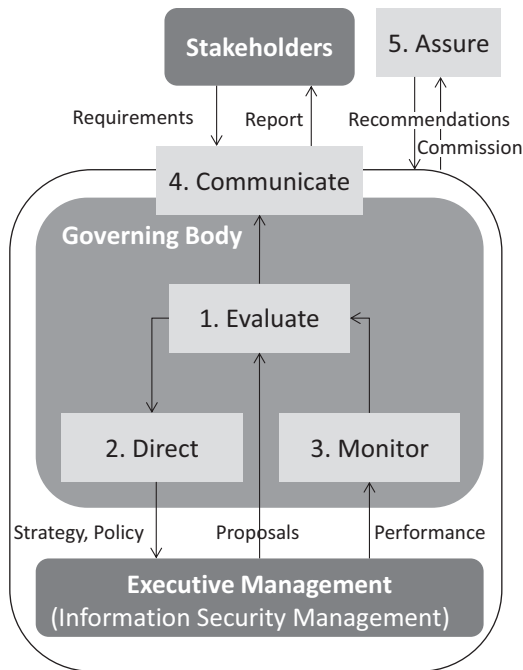 Stakeholders
5. Assure
Requirements
Report
Recommendations
Commission
4. Communicate
Governing Body
1. Evaluate
2. Direct
3. Monitor
Strategy, Policy
Proposals
Performance
Executive Management
(Information Security Management)